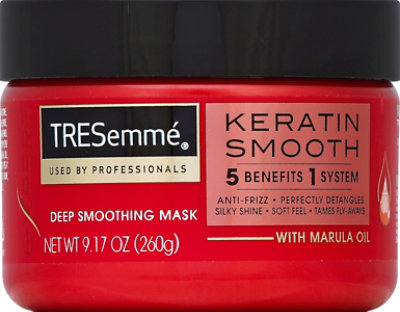 TRESemmé®
USED BY PROFESSIONALS
DEEP SMOOTHING MASK
NET WT 9.17 OZ (260g)
KERATIN
SMOOTH
5 BENEFITS 1 SYSTEM
ANTI-FRIZZ • PERFECTLY DETANGLES
SILKY SHINE • SOFT FEEL • TAMES FLY-AWAYS
WITH MARULA OIL